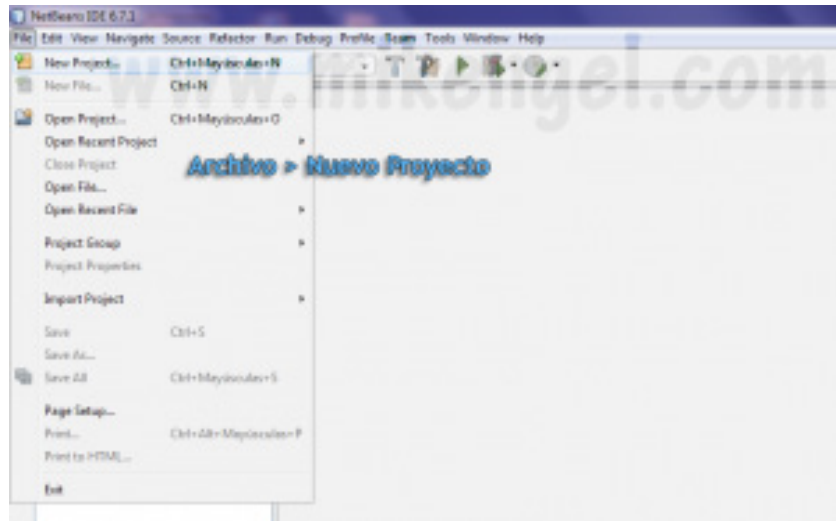 NetBeans IDE 6.7.1
File Edit View Navigate Source Refactor Run Debug Profile Team Tools Window Help
www.mikengel.com
New Project... Ctrl+Mayúsculas+N
New File... Ctrl+N
Open Project... Ctrl+Mayúsculas+O
Open Recent Project
Close Project
Archivo > Nuevo Proyecto
Open File...
Open Recent File
Project Group
Project Properties
Import Project
Save Ctrl+S
Save As...
Save All Ctrl+Mayúsculas+S
Page Setup...
Print... Ctrl+Alt+Mayúsculas+P
Print to HTML...
Exit